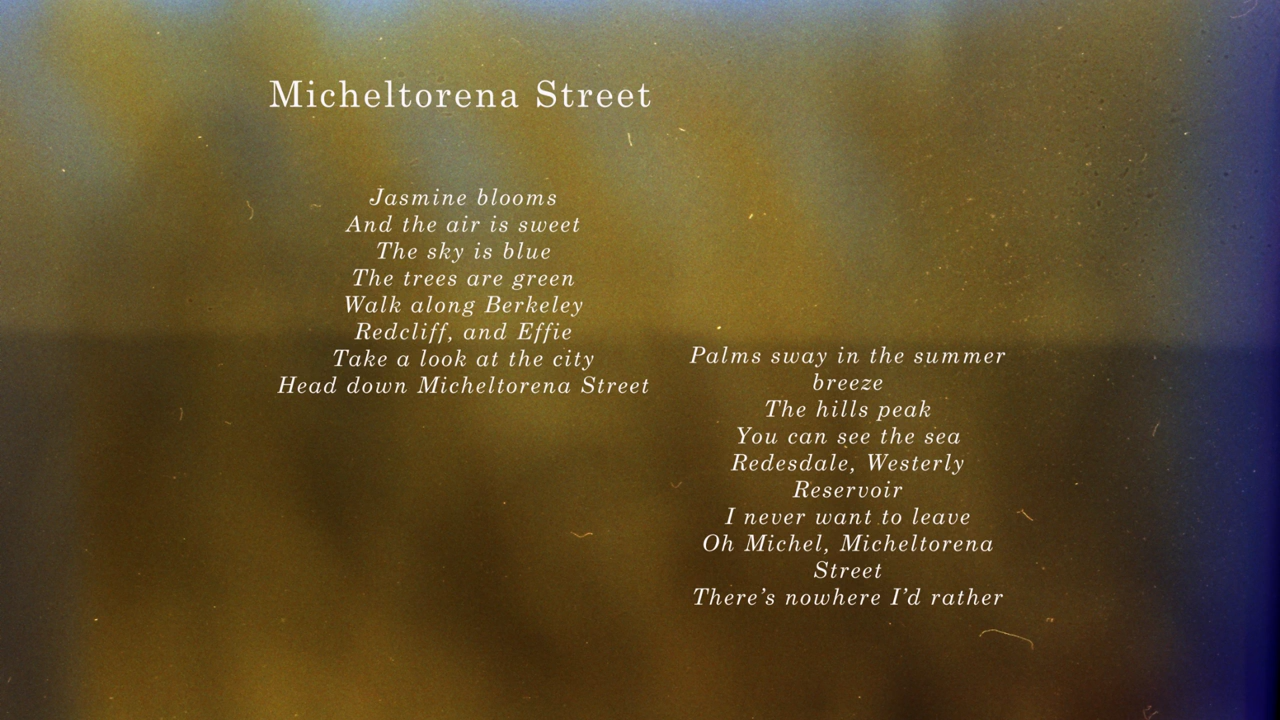 Micheltorena Street
Jasmine blooms
And the air is sweet
The sky is blue
The trees are green
Walk along Berkeley
Redcliff, and Effie
Take a look at the city
Head down Micheltorena Street
Palms sway in the summer
breeze
The hills peak
You can see the sea
Redesdale, Westerly
Reservoir
I never want to leave
Oh Michel, Micheltorena
Street
There’s nowhere I’d rather